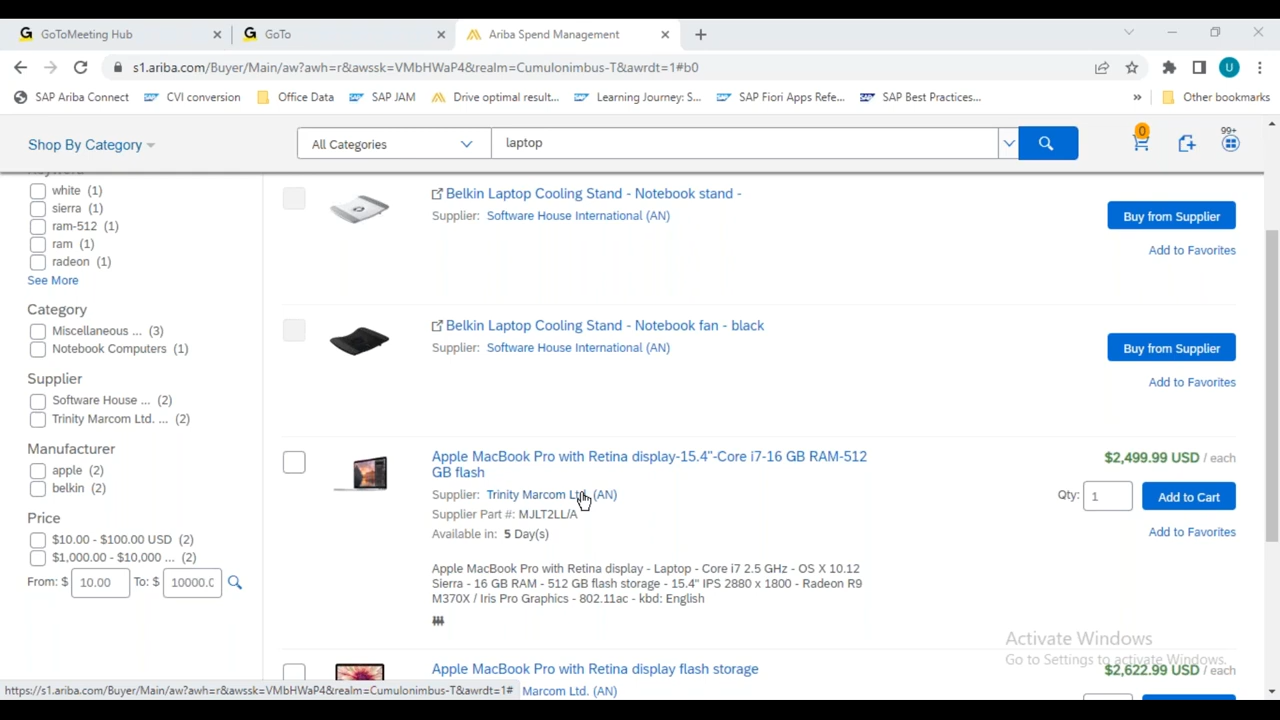 GoToMeeting Hub
GoTo
Ariba Spend Management
s1.ariba.com/Buyer/Main/aw?awh=r&awssk=VMbHWaP4&realm=Cumulonimbus-T&awrdt=1#b0
U
SAP Ariba Connect
CVI conversion
Office Data
SAP JAM
Drive optimal result...
Learning Journey: S...
SAP Fiori Apps Refe...
SAP Best Practices...
»
Other bookmarks
Shop By Category
All Categories
laptop
0
99+
white (1)
sierra (1)
ram-512 (1)
ram (1)
radeon (1)
See More
Category
Miscellaneous ... (3)
Notebook Computers (1)
Supplier
Software House ... (2)
Trinity Marcom Ltd. ... (2)
Manufacturer
apple (2)
belkin (2)
Price
$10.00 - $100.00 USD (2)
$1,000.00 - $10,000 ... (2)
From: $ 10.00 To: $ 10000.0
Belkin Laptop Cooling Stand - Notebook stand -
Supplier: Software House International (AN)
Buy from Supplier
Add to Favorites
Belkin Laptop Cooling Stand - Notebook fan - black
Supplier: Software House International (AN)
Buy from Supplier
Add to Favorites
Apple MacBook Pro with Retina display-15.4"-Core i7-16 GB RAM-512
GB flash
Supplier: Trinity Marcom Ltd. (AN)
Supplier Part #: MJLT2LL/A
Available in: 5 Day(s)
Apple MacBook Pro with Retina display - Laptop - Core i7 2.5 GHz - OS X 10.12
Sierra - 16 GB RAM - 512 GB flash storage - 15.4" IPS 2880 x 1800 - Radeon R9
M370X / Iris Pro Graphics - 802.11ac - kbd: English
$2,499.99 USD / each
Qty: 1
Add to Cart
Add to Favorites
Apple MacBook Pro with Retina display flash storage
Marcom Ltd. (AN)
$2,622.99 USD / each
Activate Windows
Go to Settings to activate Windows.
https://s1.ariba.com/Buyer/Main/aw?awh=r&awssk=VMbHWaP4&realm=Cumulonimbus-T&awrdt=1#